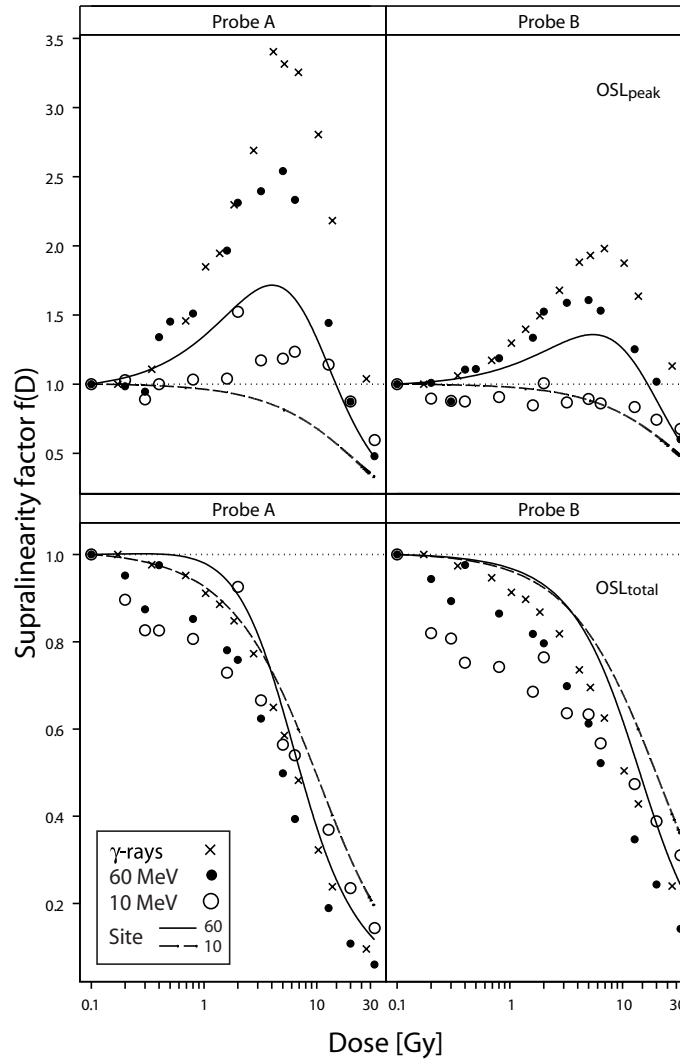 Probe A
Probe B
3.5
3.0
2.5
2.0
1.5
1.0
0.5
OSLpeak
Supralinearity factor f(D)
Probe A
Probe B
1.0
0.8
0.6
0.4
0.2
OSLtotal
γ-rays
60 MeV
10 MeV
Site 60
10
0.1 1 10 30
0.1 1 10 30
Dose [Gy]